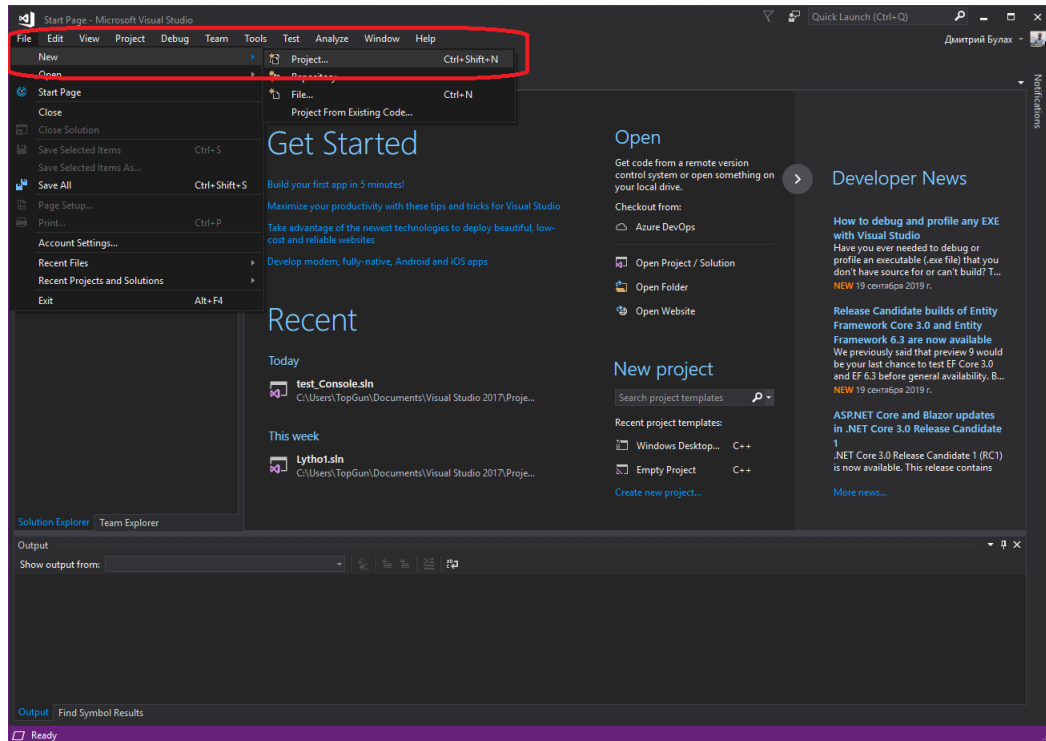 Start Page - Microsoft Visual Studio
Quick Launch (Ctrl+Q)
File Edit View Project Debug Team Tools Test Analyze Window Help
Дмитрий Булах
New
Project... Ctrl+Shift+N
Open
Repository...
Start Page
File... Ctrl+N
Close
Project From Existing Code...
Close Solution
Save Selected Items Ctrl+S
Save Selected Items As...
Save All Ctrl+Shift+S
Page Setup...
Print... Ctrl+P
Account Settings...
Recent Files
Recent Projects and Solutions
Exit Alt+F4
Notifications
Get Started
Build your first app in 5 minutes!
Maximize your productivity with these tips and tricks for Visual Studio
Take advantage of the newest technologies to deploy beautiful, low-
cost and reliable websites
Develop modern, fully-native, Android and iOS apps
Recent
Today
test_Console.sln
C:\Users\TopGun\Documents\Visual Studio 2017\Proje...
This week
Lytho1.sln
C:\Users\TopGun\Documents\Visual Studio 2017\Proje...
Open
Get code from a remote version
control system or open something on
your local drive.
Checkout from:
Azure DevOps
Open Project / Solution
Open Folder
Open Website
New project
Search project templates
Recent project templates:
Windows Desktop... C++
Empty Project C++
Create new project...
Developer News
How to debug and profile any EXE
with Visual Studio
Have you ever needed to debug or
profile an executable (.exe file) that you
don't have source for or can't build? T...
NEW 19 сентября 2019 г.
Release Candidate builds of Entity
Framework Core 3.0 and Entity
Framework 6.3 are now available
We previously said that preview 9 would
be your last chance to test EF Core 3.0
and EF 6.3 before general availability. B...
NEW 19 сентября 2019 г.
ASP.NET Core and Blazor updates
in .NET Core 3.0 Release Candidate
1
.NET Core 3.0 Release Candidate 1 (RC1)
is now available. This release contains
More news...
Solution Explorer Team Explorer
Output
Show output from:
Output Find Symbol Results
Ready